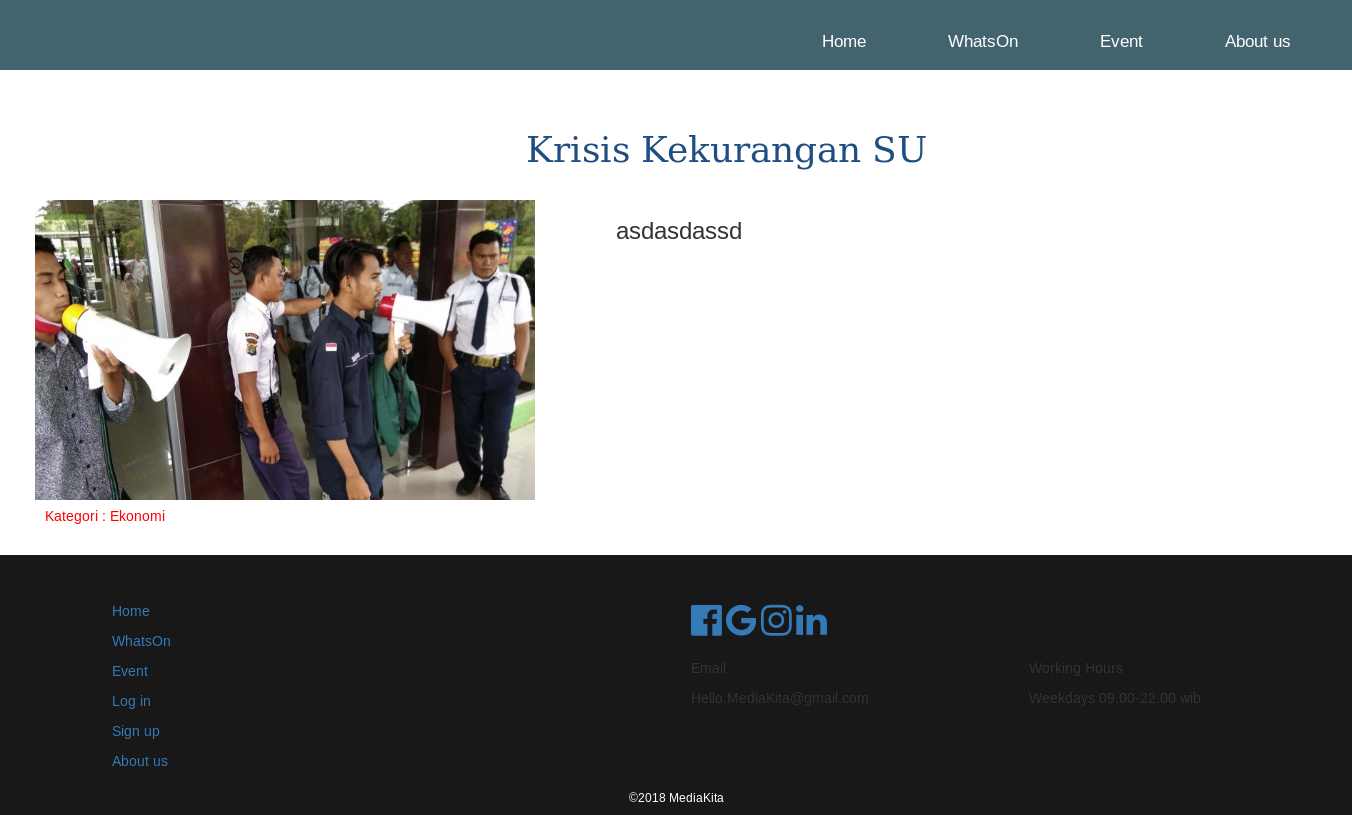 Home WhatsOn Event About us
Krisis Kekurangan SU
asdasdassd
Kategori : Ekonomi
Home
WhatsOn
Event
Log in
Sign up
About us
Email
Hello.MediaKita@gmail.com
Working Hours
Weekdays 09.00-22.00 wib
©2018 MediaKita